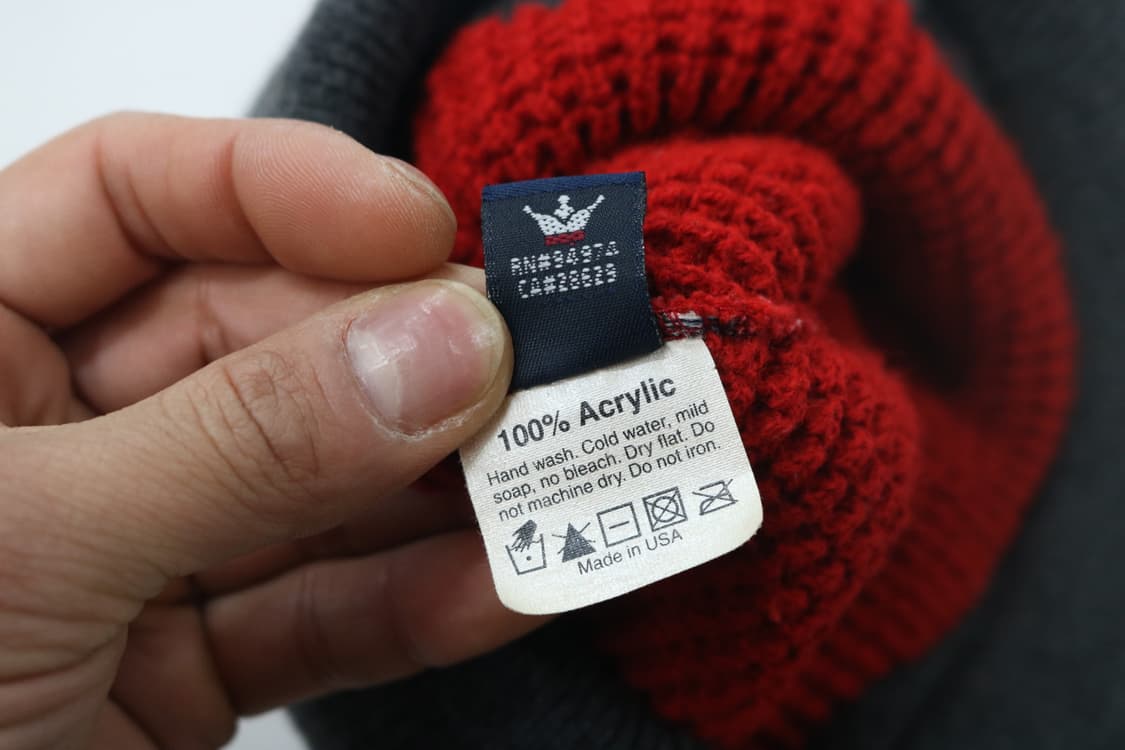 RN#94974
CA#28629
100% Acrylic
Hand wash. Cold water, mild
soap, no bleach. Dry flat. Do
not machine dry. Do not iron.
Made in USA